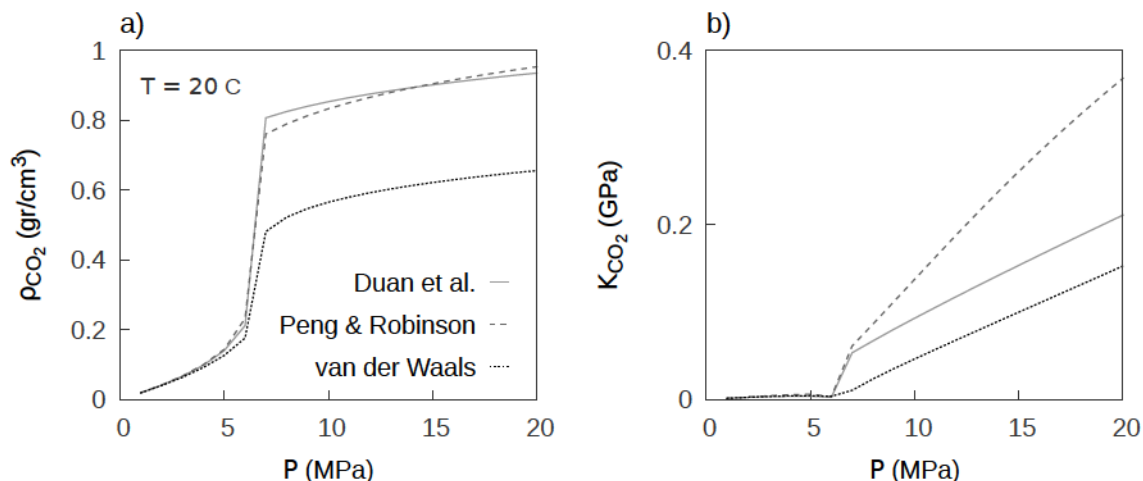 a)
T = 20 C
1
0.8
0.6
0.4
0.2
0
ρCO₂ (gr/cm³)
Duan et al.
Peng & Robinson
van der Waals
0 5 10 15 20
P (MPa)
b)
0.4
0.2
0
KCO₂ (GPa)
0 5 10 15 20
P (MPa)